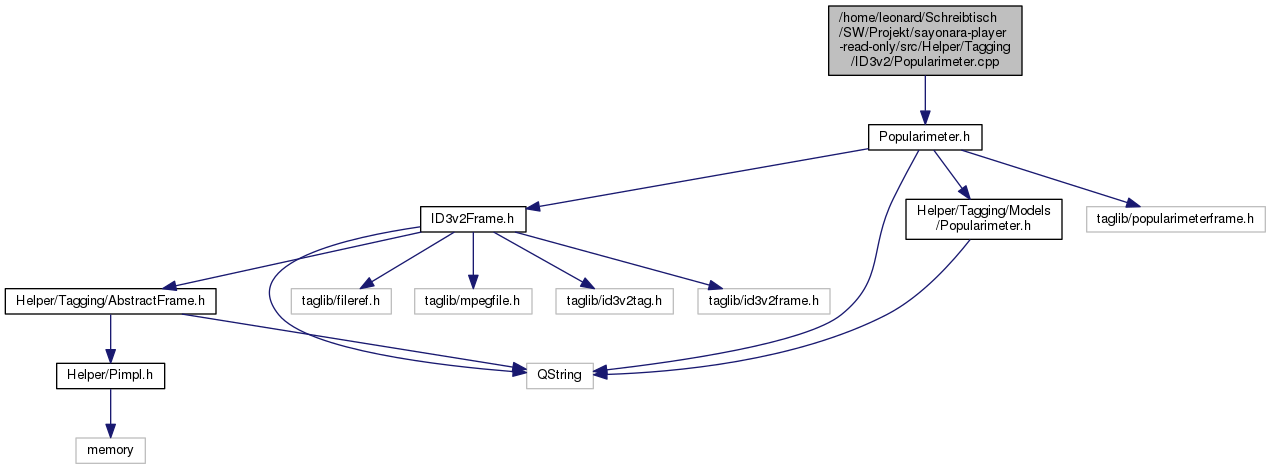 /home/leonard/Schreibtisch
/SW/Projekt/sayonara-player
-read-only/src/Helper/Tagging
/ID3v2/Popularimeter.cpp
Popularimeter.h
ID3v2Frame.h
Helper/Tagging/Models
/Popularimeter.h
taglib/popularimeterframe.h
Helper/Tagging/AbstractFrame.h
taglib/fileref.h
taglib/mpegfile.h
taglib/id3v2tag.h
taglib/id3v2frame.h
Helper/Pimpl.h
QString
memory